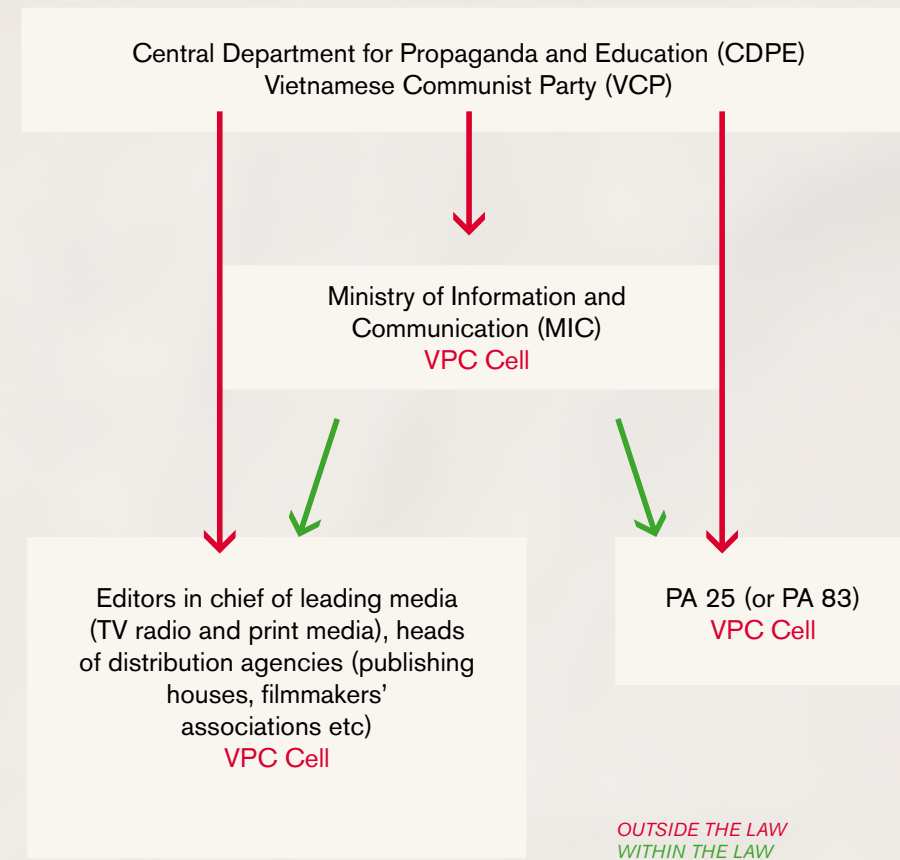 Central Department for Propaganda and Education (CDPE)
Vietnamese Communist Party (VCP)
Ministry of Information and
Communication (MIC)
VPC Cell
Editors in chief of leading media
(TV radio and print media), heads
of distribution agencies (publishing
houses, filmmakers’
associations etc)
VPC Cell
PA 25 (or PA 83)
VPC Cell
OUTSIDE THE LAW
WITHIN THE LAW